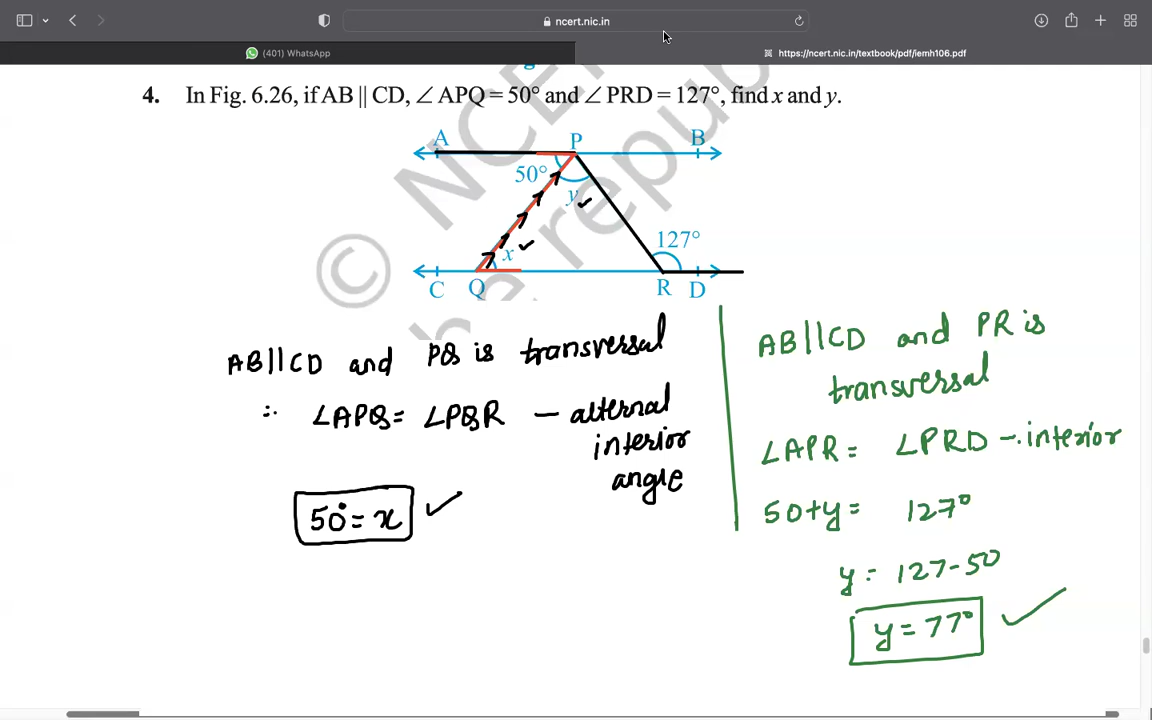 ncert.nic.in
(401) WhatsApp
https://ncert.nic.in/textbook/pdf/iemh106.pdf
4. In Fig. 6.26, if AB || CD, ∠ APQ = 50° and ∠ PRD = 127°, find x and y.
A P B
50°
y
127°
x
C Q R D
© NCERT
republ
AB||CD and PQ is transversal
∴ ∠APQ = ∠PQR — alternal
interior
angle
50° = x
AB||CD and PR is
transversal
∠APR = ∠PRD - interior
50+y = 127°
y = 127-50
y = 77°